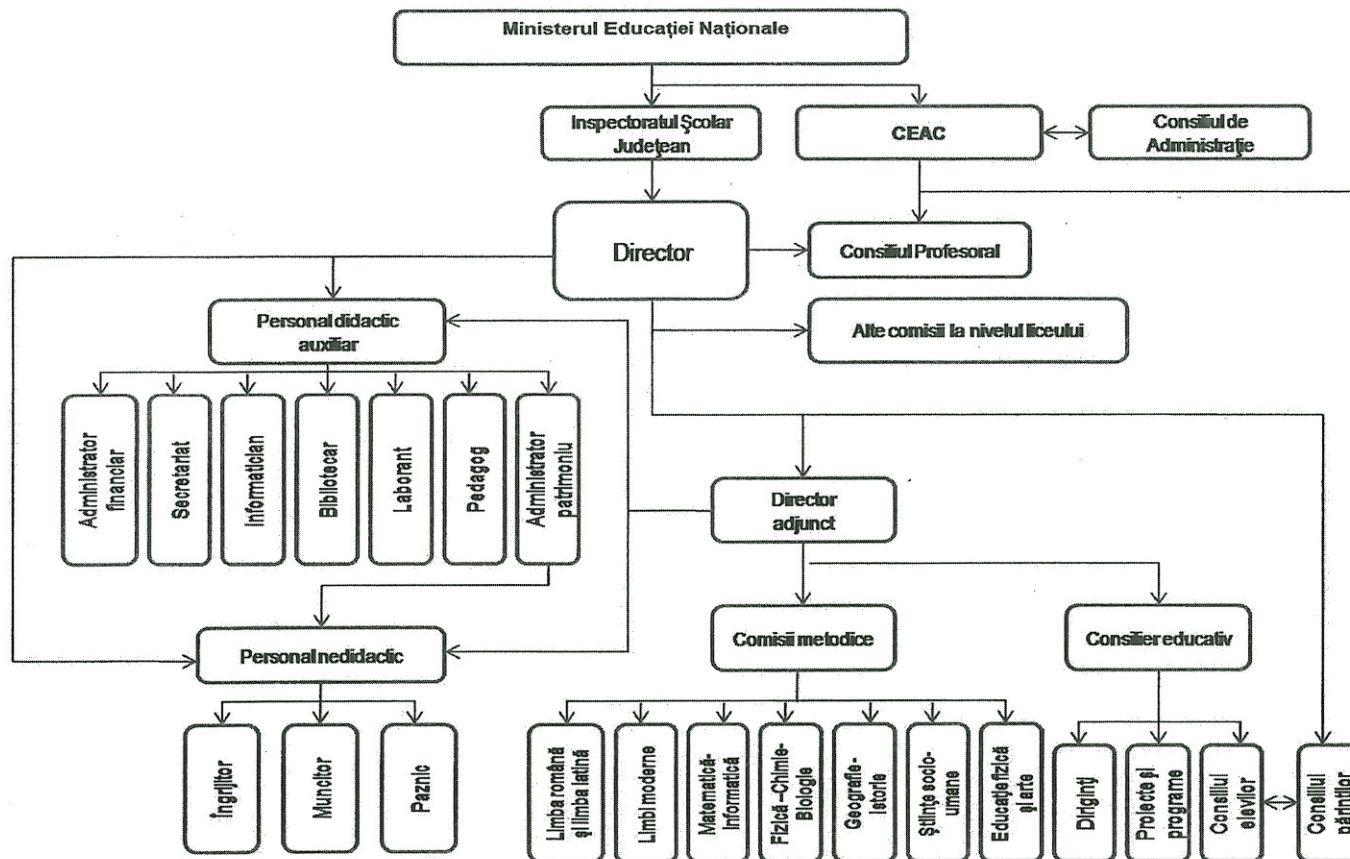 Ministerul Educației Naționale
Inspectoratul Școlar
Județean
CEAC
Consiliul de
Administrație
Director
Consiliul Profesoral
Personal didactic
auxiliar
Alte comisii la nivelul liceului
Administrator
financiar
Secretariat
Informatician
Bibliotecar
Laborant
Pedagog
Administrator
patrimoniu
Director
adjunct
Personal nedidactic
Comisii metodice
Consilier educativ
Îngrijitor
Muncitor
Paznic
Limba română
și limba latină
Limbi moderne
Matematică-
Informatică
Fizică –Chimie-
Biologie
Geografie-
Istorie
Științe socio-
umane
Educație fizică
și arte
Diriginți
Proiecte și
programe
Consiliul
elevilor
Consiliul
părinților